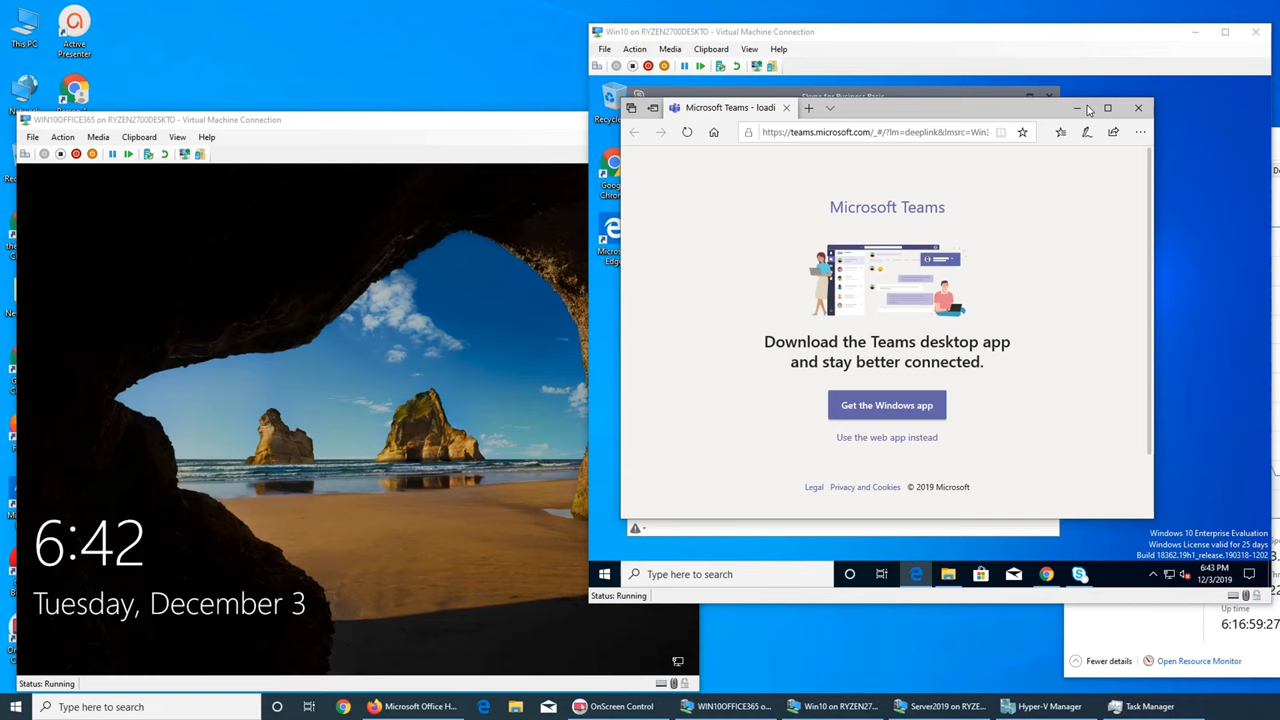 This PC
Active
Presenter
WIN10OFFICE365 on RYZEN2700DESKTO - Virtual Machine Connection
File Action Media Clipboard View Help
6:42
Tuesday, December 3
Status: Running
Win10 on RYZEN2700DESKTO - Virtual Machine Connection
File Action Media Clipboard View Help
Microsoft Teams - loadi
https://teams.microsoft.com/_#/?lm=deeplink&lmsrc=Win:
Microsoft Teams
Download the Teams desktop app
and stay better connected.
Get the Windows app
Use the web app instead
Legal Privacy and Cookies © 2019 Microsoft
Windows 10 Enterprise Evaluation
Windows License valid for 25 days
Build 18362.19h1_release.190318-1202
Type here to search
6:43 PM
12/3/2019
Status: Running
Up time
6:16:59:27
Fewer details Open Resource Monitor
Type here to search
Microsoft Office H...
OnScreen Control
WIN10OFFICE365 o...
Win10 on RYZEN27...
Server2019 on RYZE...
Hyper-V Manager
Task Manager